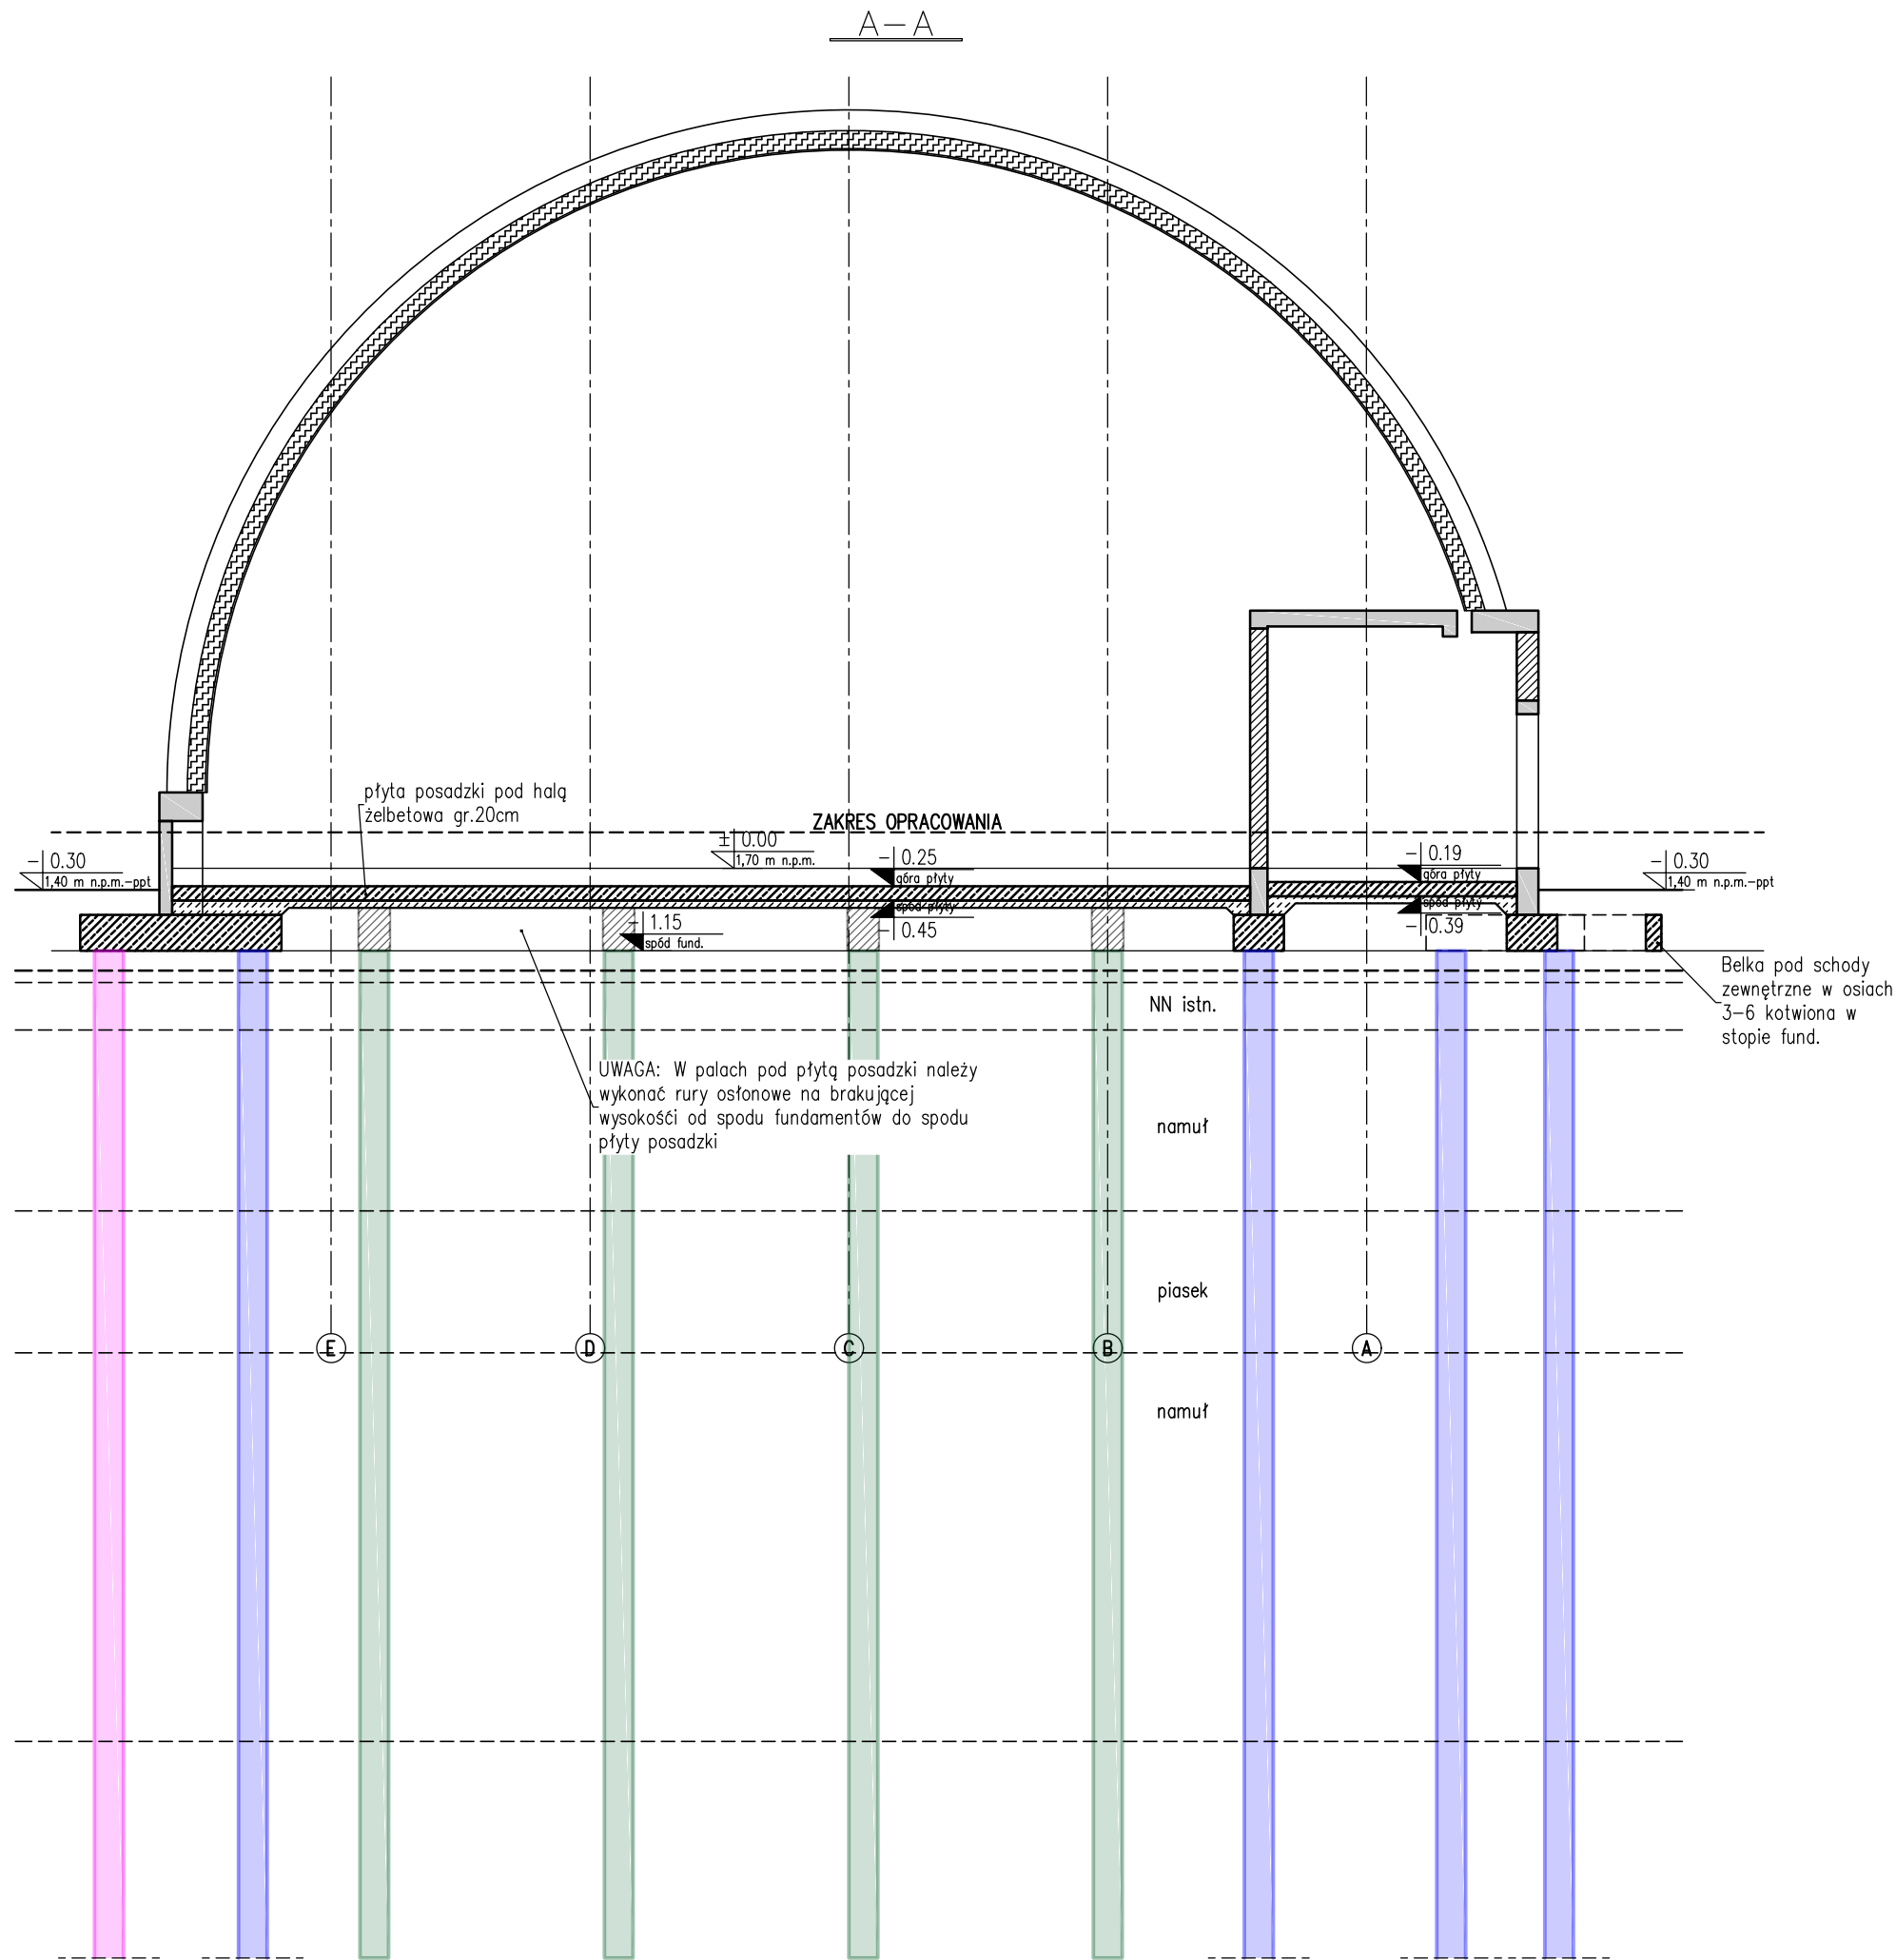 A-A
płyta posadzki pod halą
żelbetowa gr.20cm
ZAKRES OPRACOWANIA
± 0.00
1,70 m n.p.m.
- 0.30
1,40 m n.p.m.-ppt
- 0.25
góra płyty
spód płyty
- 0.45
- 0.19
góra płyty
spód płyty
- 0.39
- 0.30
1,40 m n.p.m.-ppt
- 1.15
spód fund.
Belka pod schody
zewnętrzne w osiach
3-6 kotwiona w
stopie fund.
NN istn.
UWAGA: W palach pod płytą posadzki należy
wykonać rury osłonowe na brakującej
wysokośći od spodu fundamentów do spodu
płyty posadzki
namuł
piasek
E
D
C
B
A
namuł